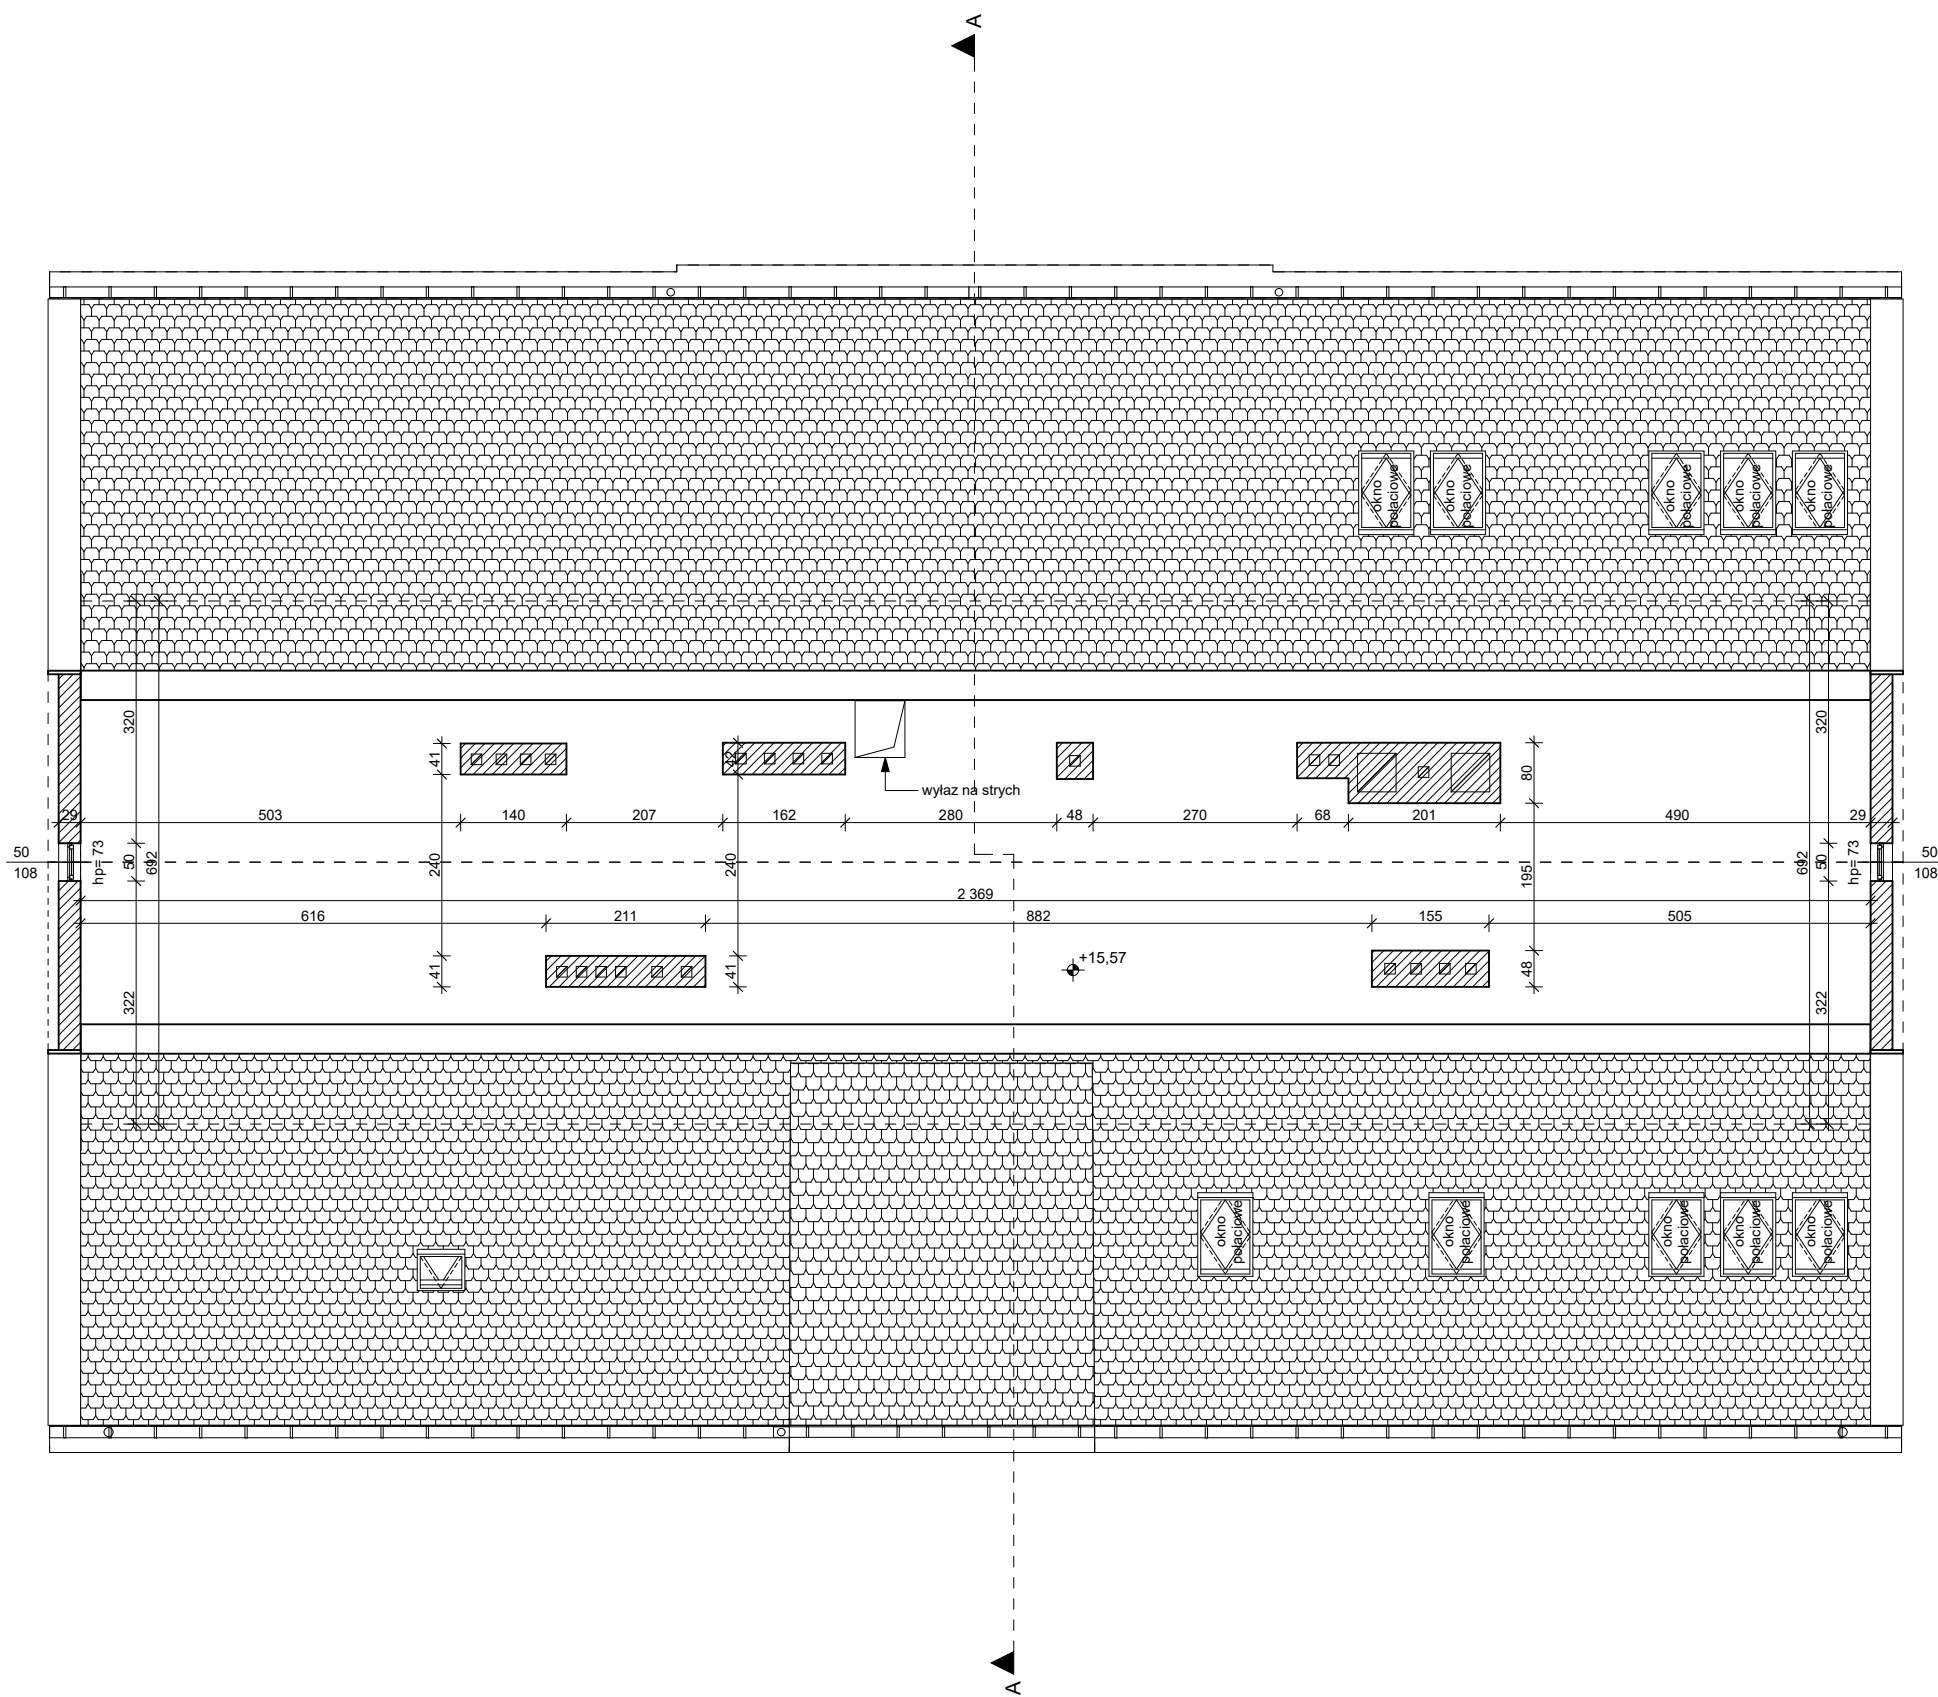 A
okno
połaciowe
okno
połaciowe
okno
połaciowe
okno
połaciowe
okno
połaciowe
320
320
41
42
wyłaz na strych
80
29
503
140
207
162
280
48
270
68
201
490
29
50
108
hp= 73
50
692
240
240
195
692
50
hp= 73
50
108
2 369
616
211
882
155
505
41
41
+15,57
48
322
322
okno
połaciowe
okno
połaciowe
okno
połaciowe
okno
połaciowe
okno
połaciowe
A